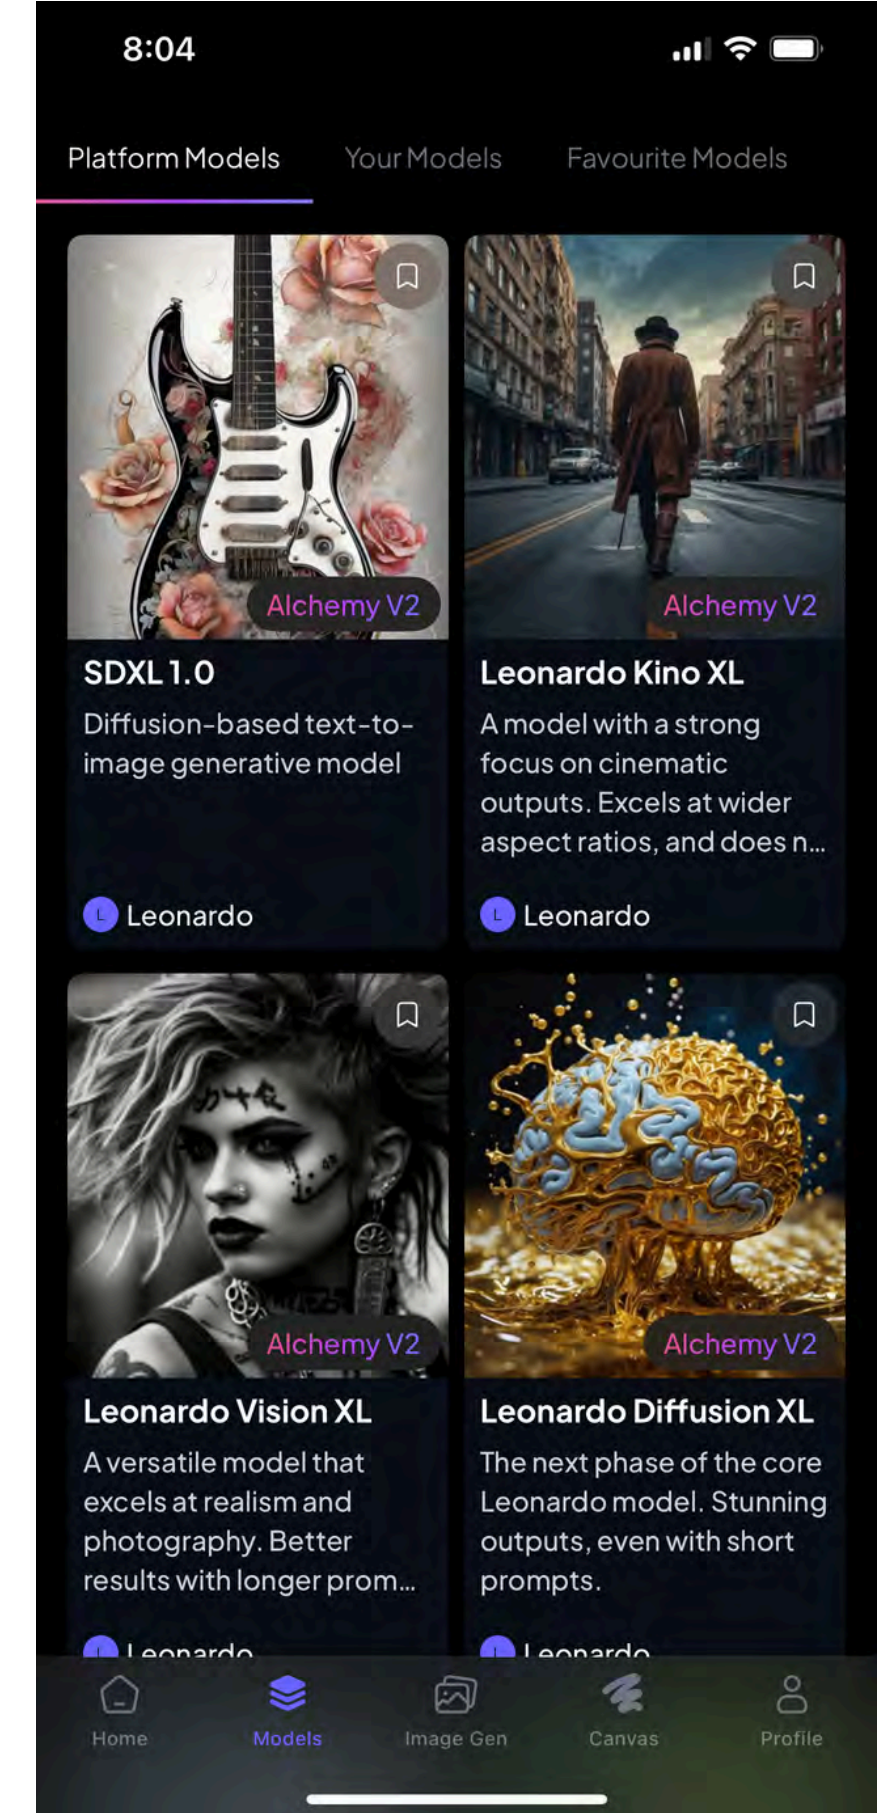 8:04
Platform Models
Your Models
Favourite Models
Alchemy V2
SDXL 1.0
Diffusion-based text-to-
image generative model
L Leonardo
Alchemy V2
Leonardo Kino XL
A model with a strong
focus on cinematic
outputs. Excels at wider
aspect ratios, and does n...
L Leonardo
Alchemy V2
Leonardo Vision XL
A versatile model that
excels at realism and
photography. Better
results with longer prom...
L Leonardo
Alchemy V2
Leonardo Diffusion XL
The next phase of the core
Leonardo model. Stunning
outputs, even with short
prompts.
L Leonardo
Home
Models
Image Gen
Canvas
Profile